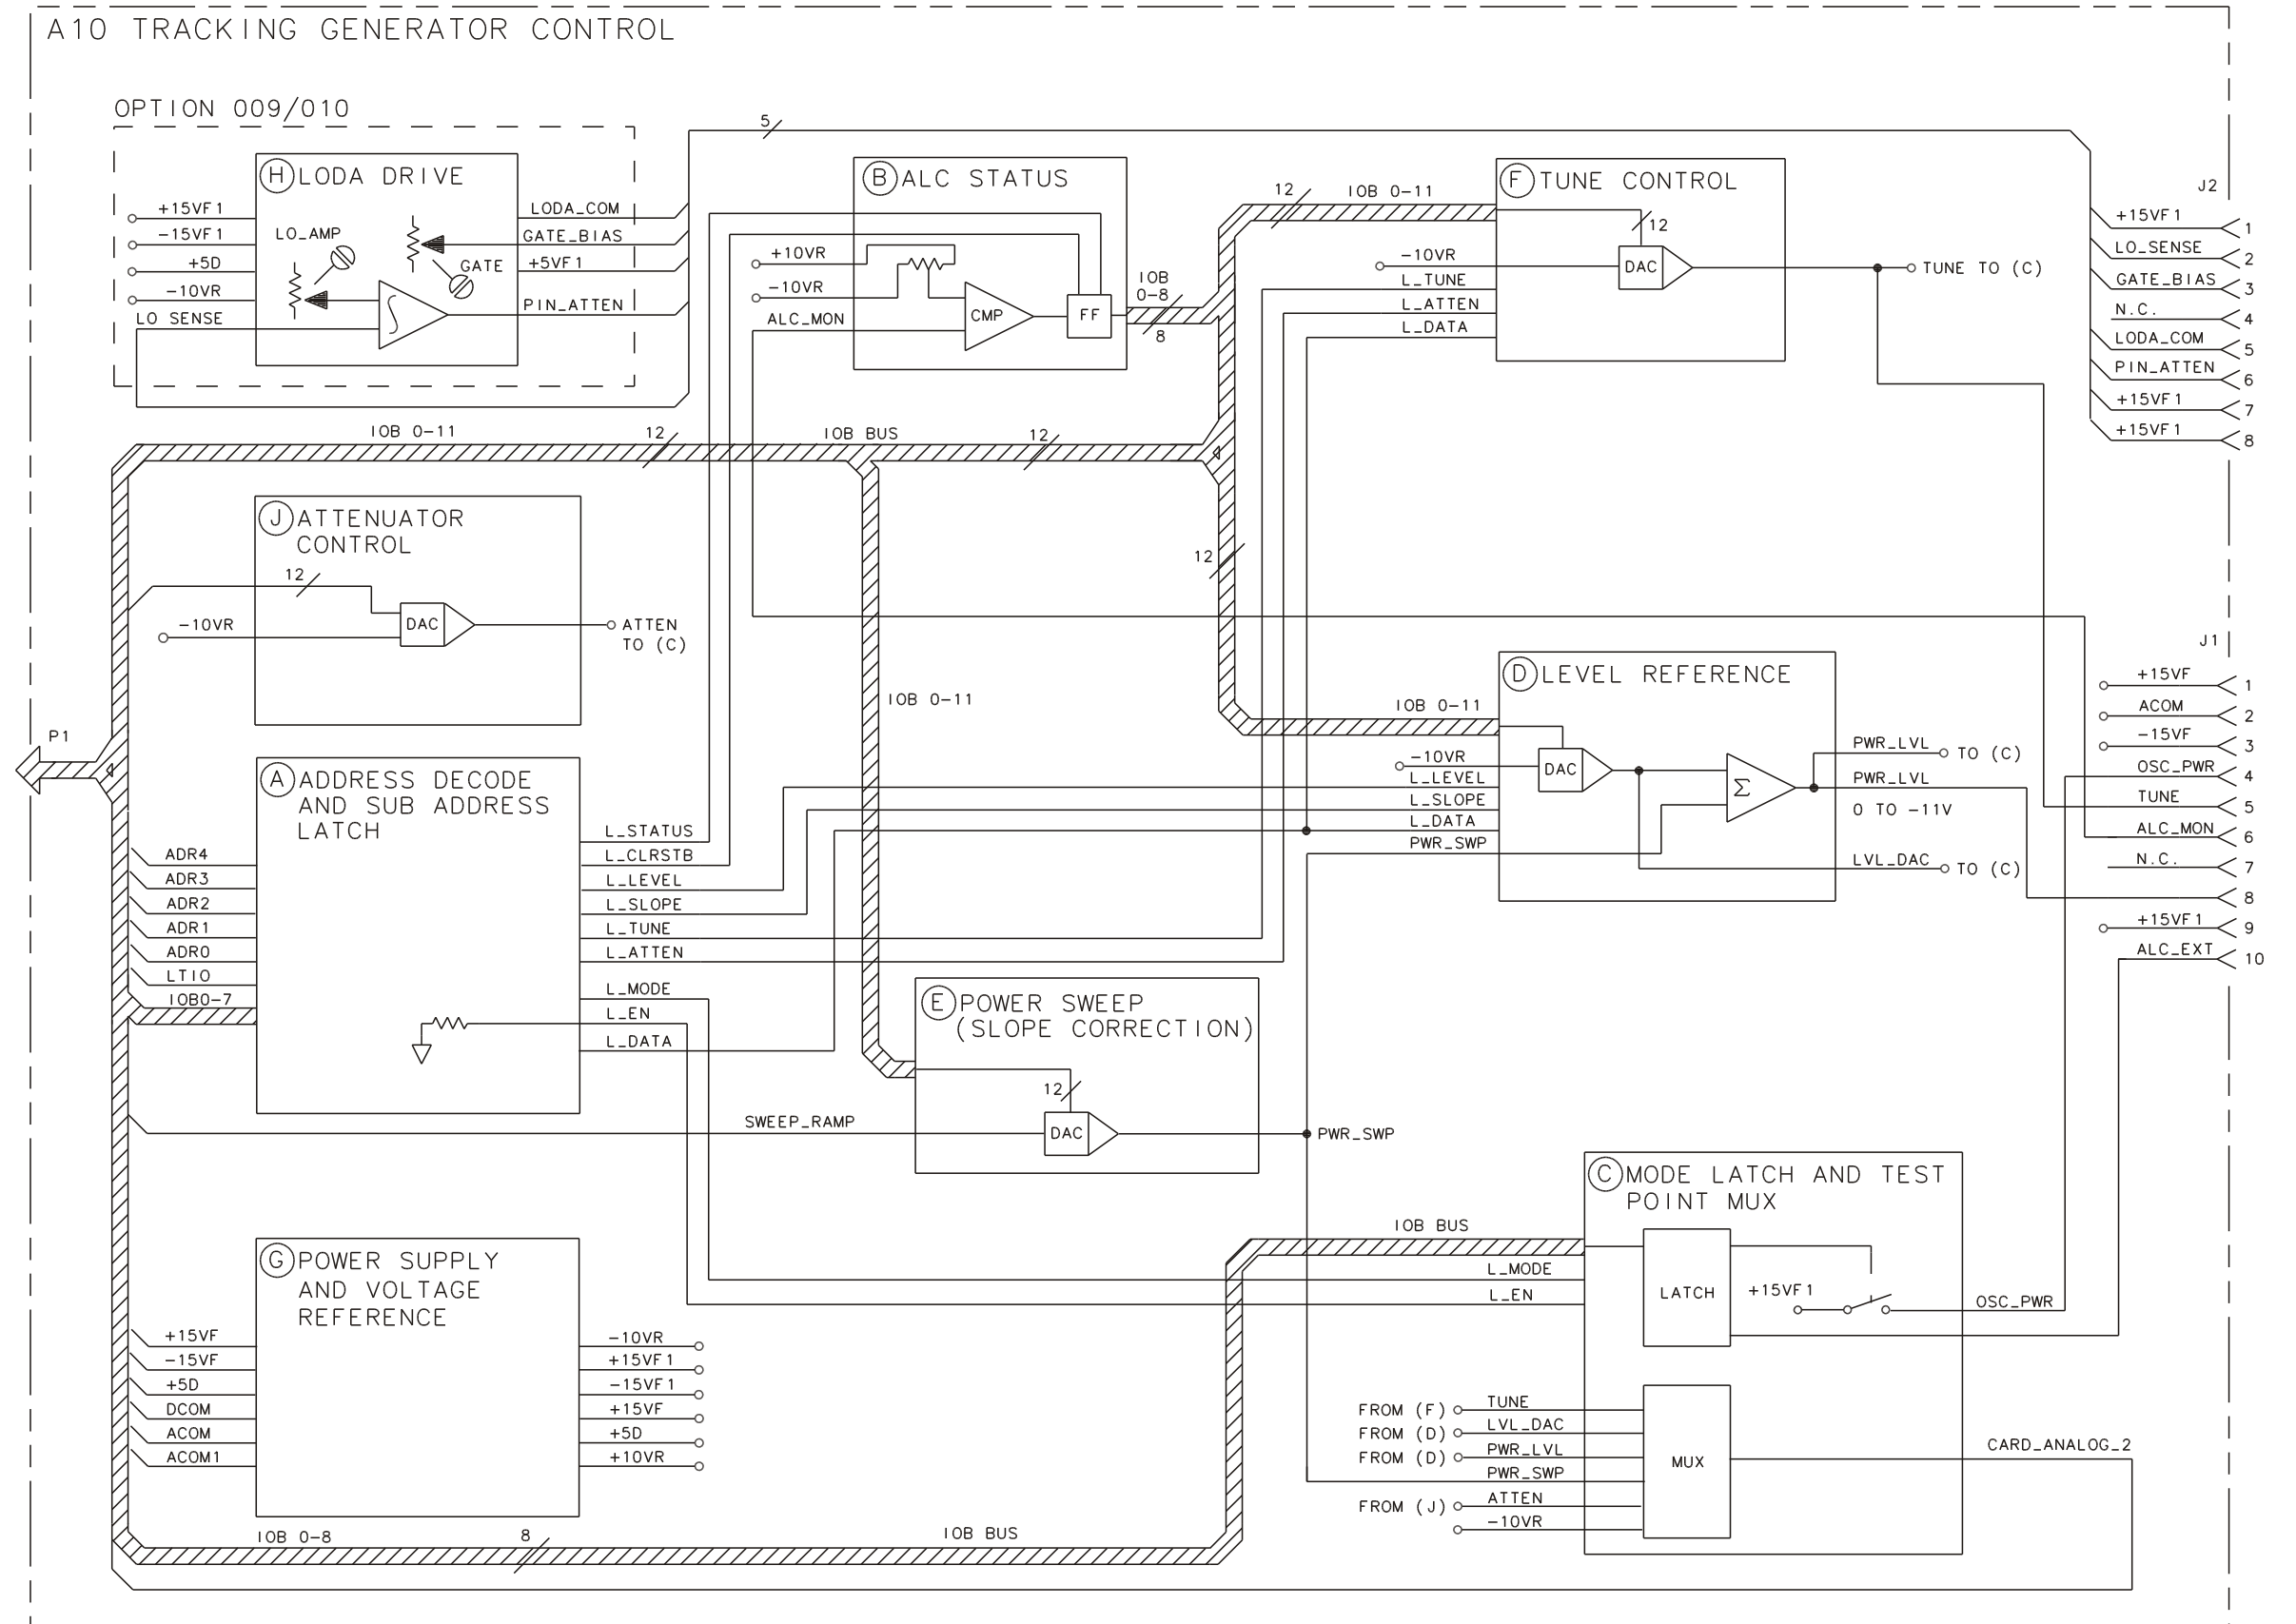 A10 TRACKING GENERATOR CONTROL
OPTION 009/010
H LODA DRIVE
+15VF1
-15VF1
+5D
-10VR
LO SENSE
LO_AMP
GATE
LODA_COM
GATE_BIAS
+5VF1
PIN_ATTEN
5
B ALC STATUS
+10VR
-10VR
ALC_MON
CMP
FF
IOB
0-8
8
12
IOB 0-11
F TUNE CONTROL
12
-10VR
DAC
L_TUNE
L_ATTEN
L_DATA
TUNE TO (C)
J2
+15VF1
1
LO_SENSE
2
GATE_BIAS
3
N.C.
4
LODA_COM
5
PIN_ATTEN
6
+15VF1
7
+15VF1
8
IOB 0-11
12
IOB BUS
12
12
J ATTENUATOR
CONTROL
12
-10VR
DAC
ATTEN
TO (C)
IOB 0-11
P1
A ADDRESS DECODE
AND SUB ADDRESS
LATCH
ADR4
ADR3
ADR2
ADR1
ADR0
LTIO
IOB0-7
L_STATUS
L_CLRSTB
L_LEVEL
L_SLOPE
L_TUNE
L_ATTEN
L_MODE
L_EN
L_DATA
D LEVEL REFERENCE
IOB 0-11
-10VR
DAC
L_LEVEL
L_SLOPE
L_DATA
PWR_SWP
Σ
PWR_LVL
TO (C)
PWR_LVL
0 TO -11V
LVL_DAC
TO (C)
J1
+15VF
1
ACOM
2
-15VF
3
OSC_PWR
4
TUNE
5
ALC_MON
6
N.C.
7
8
+15VF1
9
ALC_EXT
10
E POWER SWEEP
(SLOPE CORRECTION)
12
SWEEP_RAMP
DAC
PWR_SWP
G POWER SUPPLY
AND VOLTAGE
REFERENCE
+15VF
-15VF
+5D
DCOM
ACOM
ACOM1
-10VR
+15VF1
-15VF1
+15VF
+5D
+10VR
C MODE LATCH AND TEST
POINT MUX
IOB BUS
L_MODE
L_EN
LATCH
+15VF1
OSC_PWR
FROM (F)
TUNE
FROM (D)
LVL_DAC
FROM (D)
PWR_LVL
PWR_SWP
FROM (J)
ATTEN
-10VR
MUX
CARD_ANALOG_2
IOB 0-8
8
IOB BUS